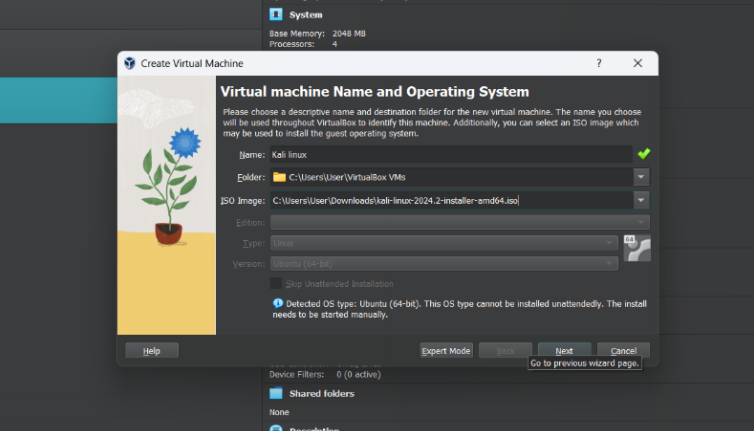 System
Base Memory: 2048 MB
Processors: 4
Create Virtual Machine
Virtual machine Name and Operating System
Please choose a descriptive name and destination folder for the new virtual machine. The name you choose
will be used throughout VirtualBox to identify this machine. Additionally, you can select an ISO image which
may be used to install the guest operating system.
Name: Kali linux
Folder: C:\Users\User\VirtualBox VMs
ISO Image: C:\Users\User\Downloads\kali-linux-2024.2-installer-amd64.iso
Edition:
Type: Linux
64
Version: Ubuntu (64-bit)
Skip Unattended Installation
Detected OS type: Ubuntu (64-bit). This OS type cannot be installed unattendedly. The install
needs to be started manually.
Help Expert Mode Back Next Cancel
Go to previous wizard page.
Device Filters: 0 (0 active)
Shared folders
None
Description